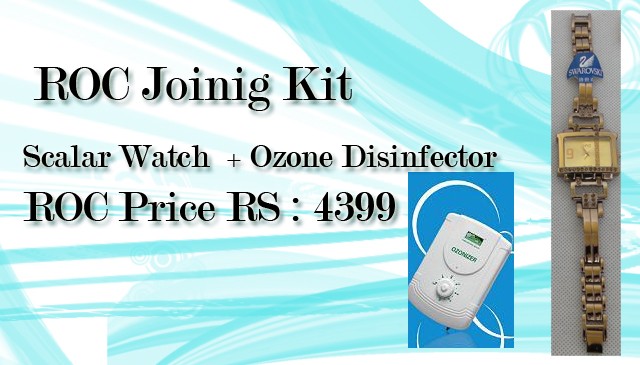 ROC Joinig Kit
Scalar Watch + Ozone Disinfector
ROC Price RS : 4399
OZONIZER
SWAROVSKI